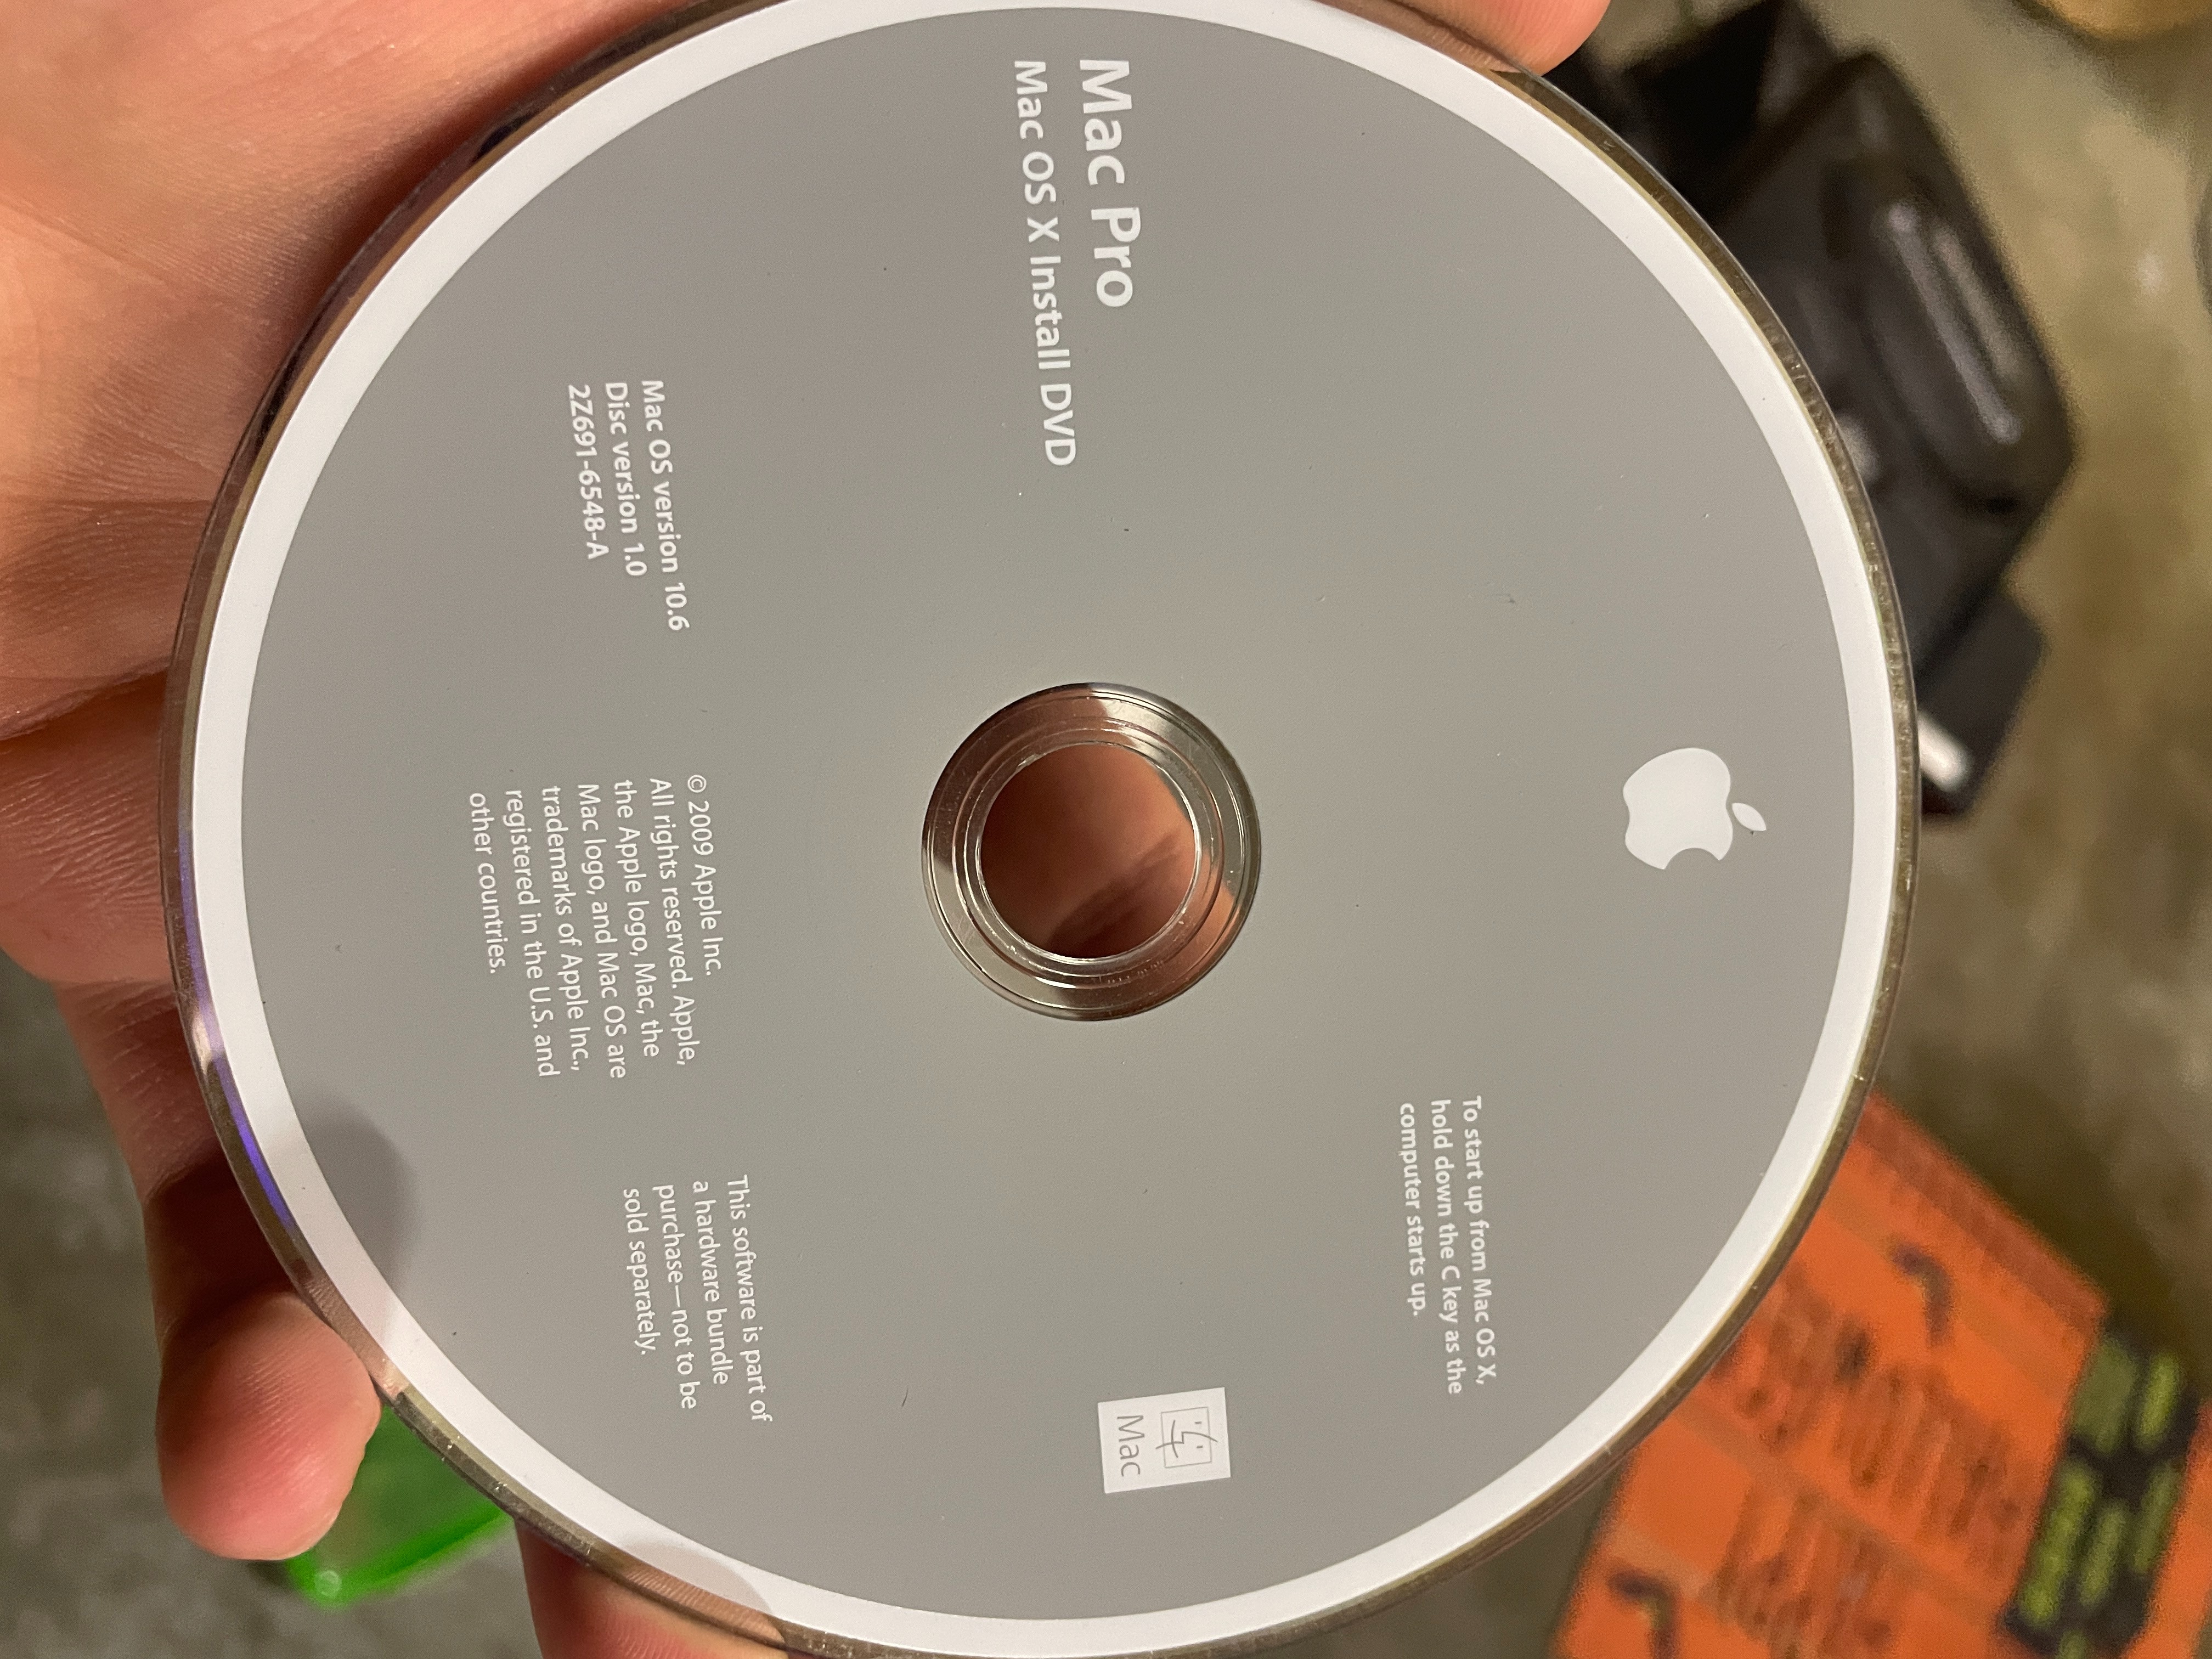 Mac Pro
Mac OS X Install DVD
To start up from Mac OS X,
hold down the C key as the
computer starts up.
Mac
Mac OS version 10.6
Disc version 1.0
2Z691-6548-A
© 2009 Apple Inc.
All rights reserved. Apple,
the Apple logo, Mac, the
Mac logo, and Mac OS are
trademarks of Apple Inc.,
registered in the U.S. and
other countries.
This software is part of
a hardware bundle
purchase—not to be
sold separately.